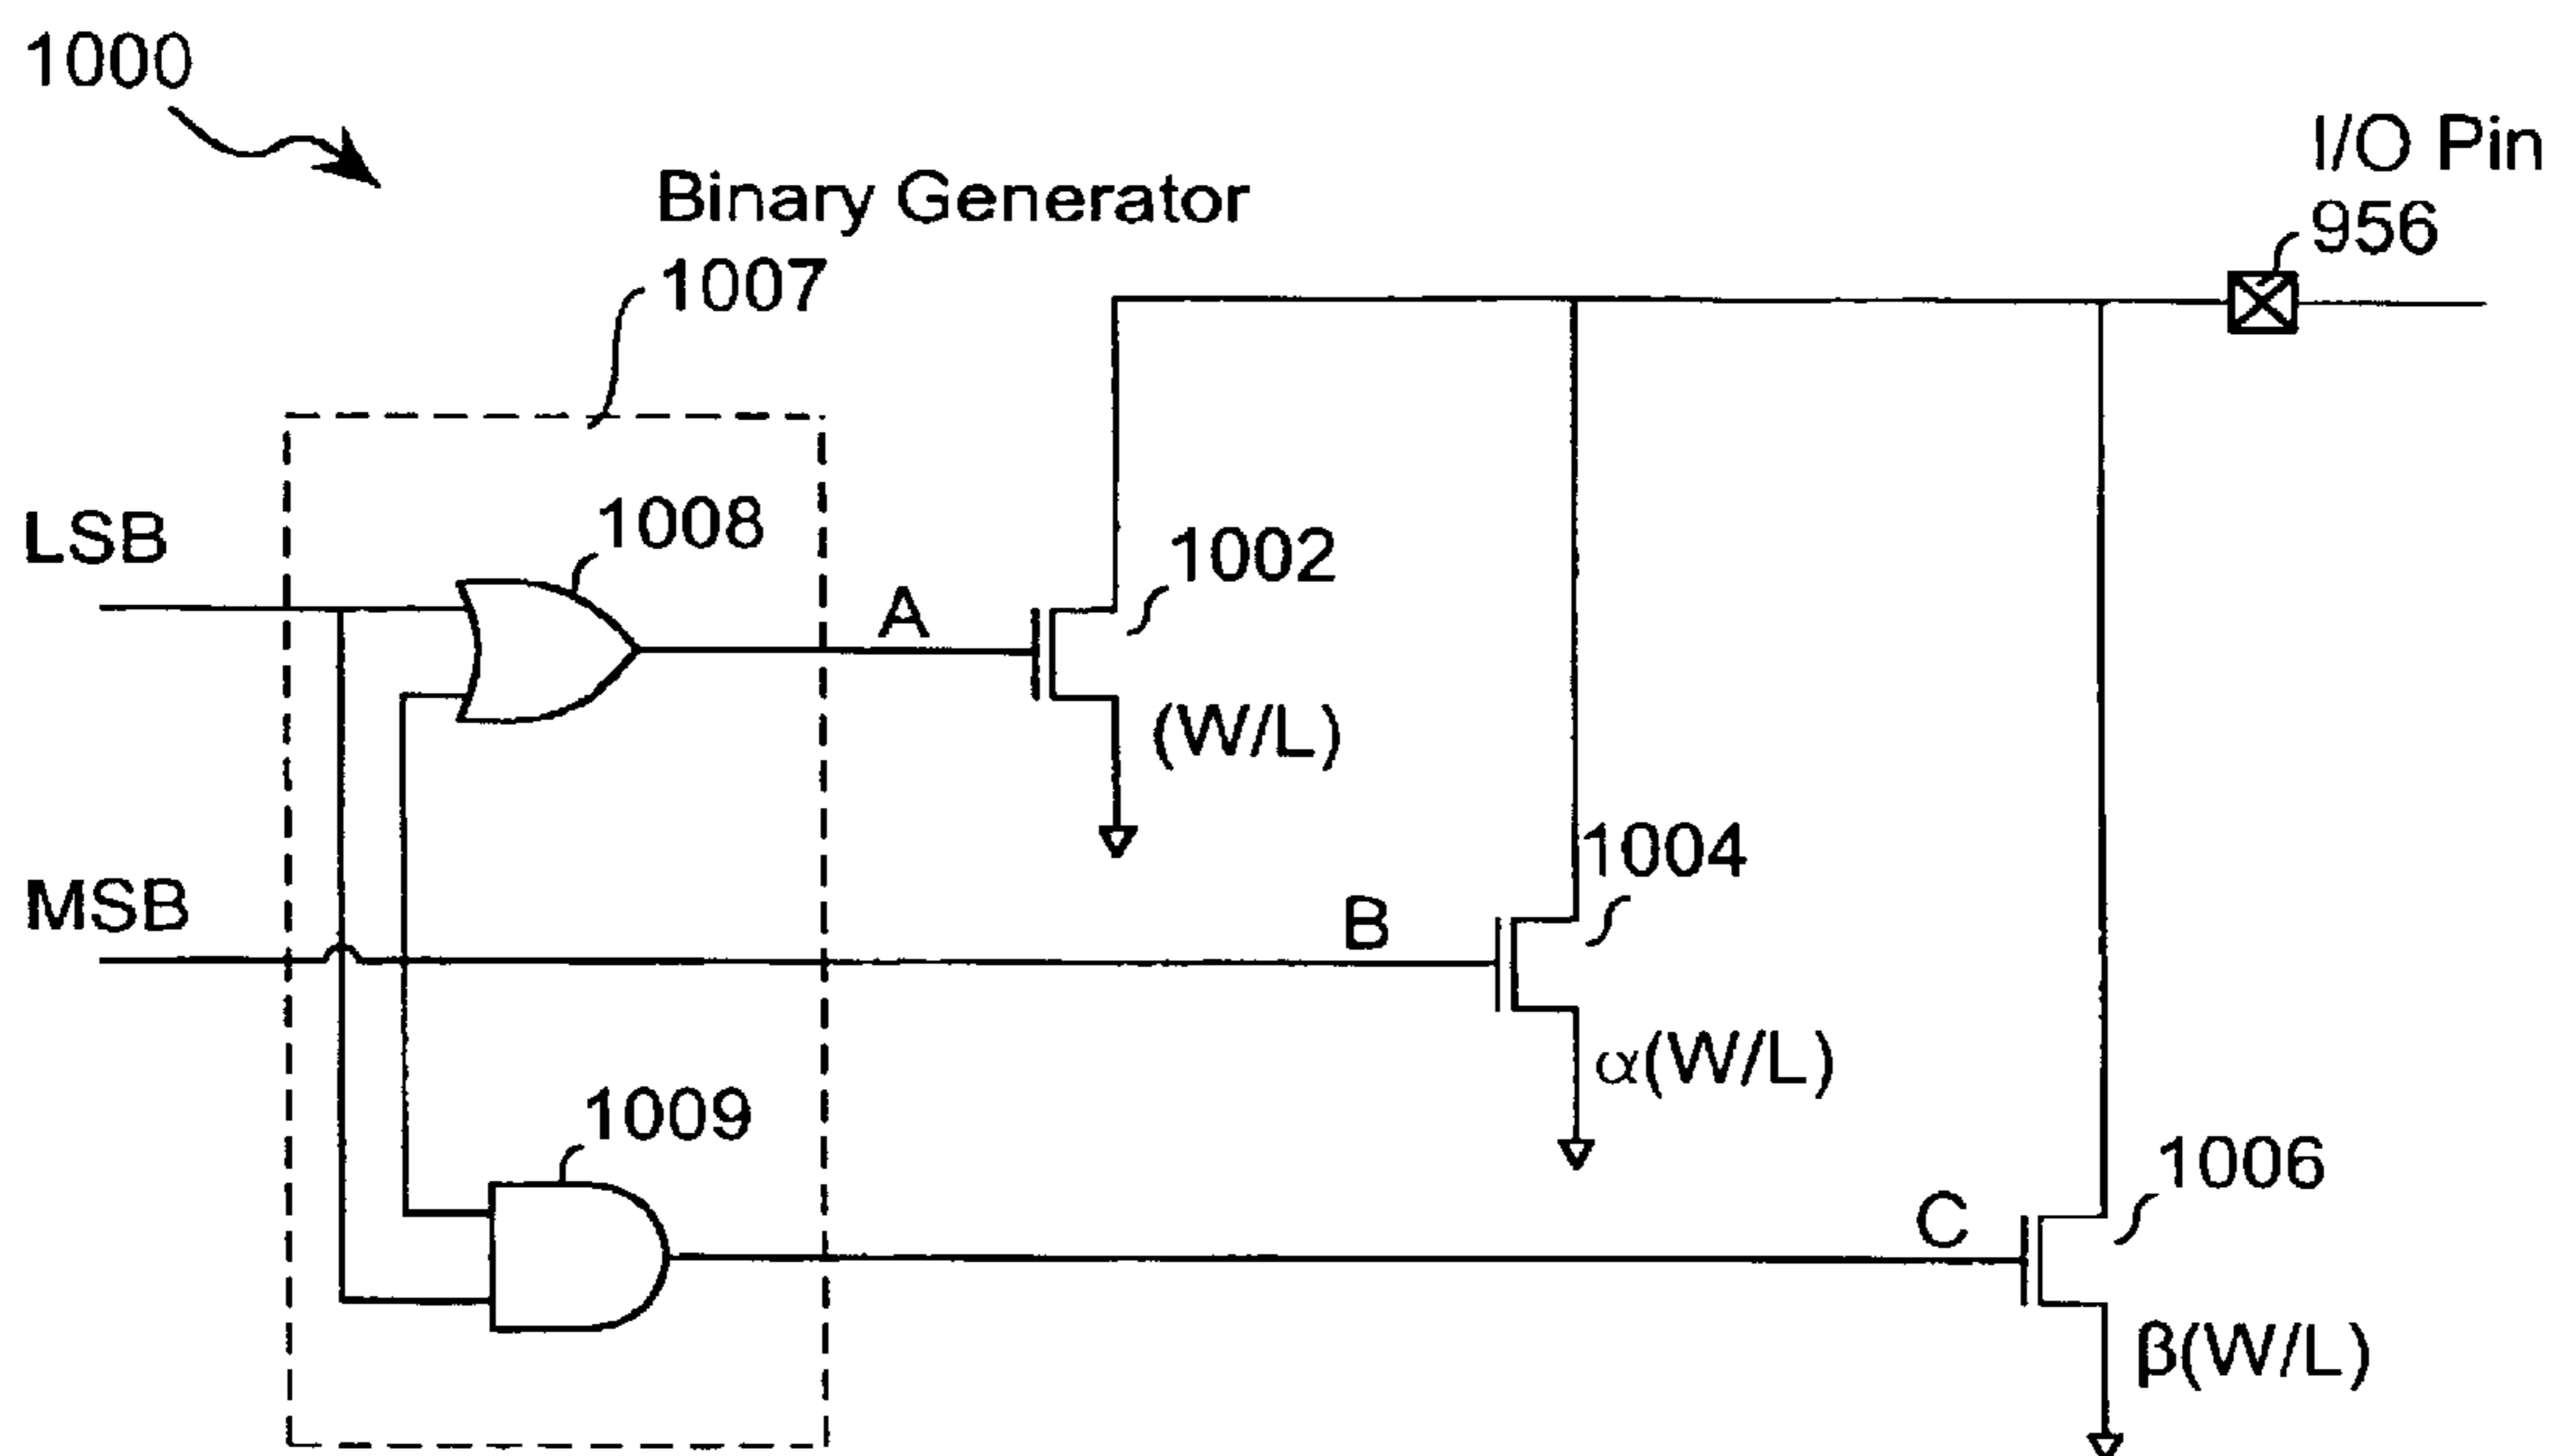 1000
I/O Pin
956
Binary Generator
1007
LSB
1008
A
1002
(W/L)
MSB
B
1004
α(W/L)
1009
C
1006
β(W/L)